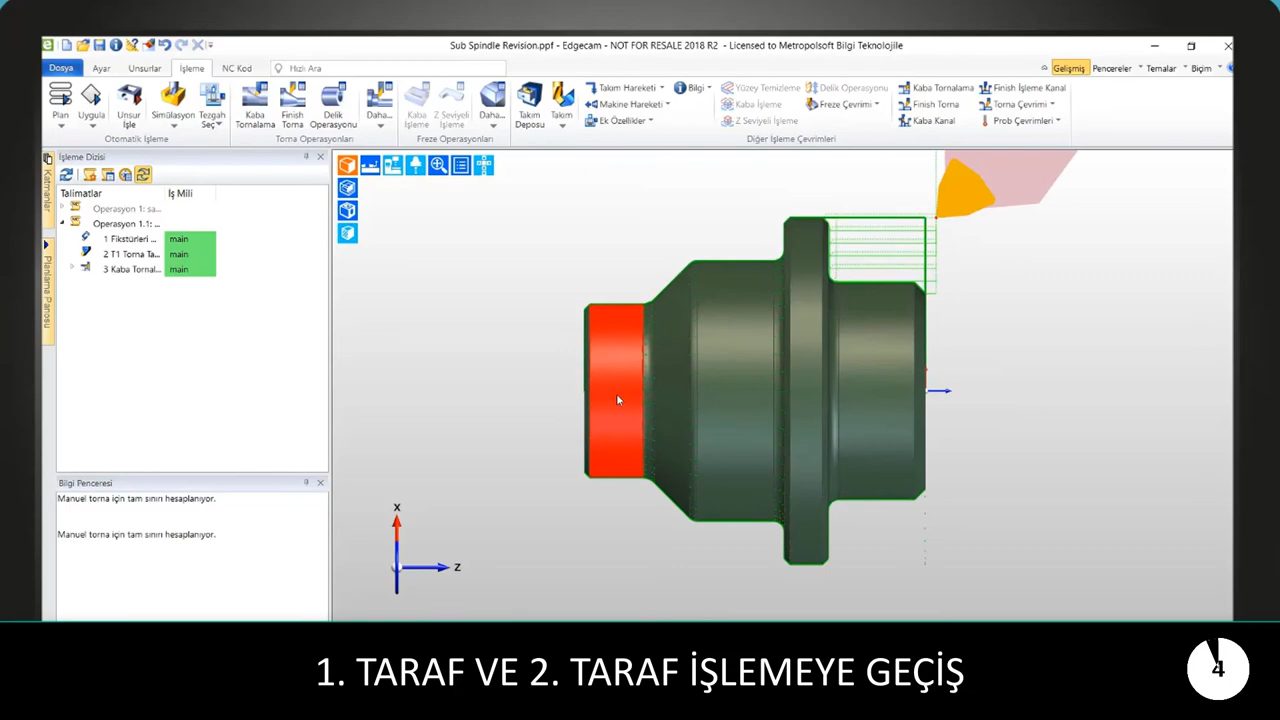 Sub Spindle Revision.ppf - Edgecam - NOT FOR RESALE 2018 R2 - Licensed to Metropolsoft Bilgi Teknolojile
Dosya Ayar Unsurlar İşleme NC Kod Hızlı Ara Gelişmiş Pencereler Temalar Biçim
Plan Uygula Unsur İşle Simülasyon Tezgah Seç
Otomatik İşleme
Kaba Tornalama Finish Torna Delik Operasyonu Daha...
Torna Operasyonları
Kaba İşleme Z Seviyeli İşleme Daha...
Freze Operasyonları
Takım Deposu Takım
Takım Hareketi Bilgi Yüzey Temizleme Delik Operasyonu Kaba Tornalama Finish İşleme Kanal
Makine Hareketi Kaba İşleme Freze Çevrimi Finish Torna Torna Çevrimi
Ek Özellikler Z Seviyeli İşleme Kaba Kanal Prob Çevrimleri
Diğer İşleme Çevrimleri
Katmanlar
Planlama Panosu
İşleme Dizisi
Talimatlar İş Mili
Operasyon 1: sa...
Operasyon 1.1:...
1 Fikstürleri ... main
2 T1 Torna Ta... main
3 Kaba Tornal... main
Bilgi Penceresi
Manuel torna için tam sınırı hesaplanıyor.
Manuel torna için tam sınırı hesaplanıyor.
X
Z
1. TARAF VE 2. TARAF İŞLEMEYE GEÇİŞ
4